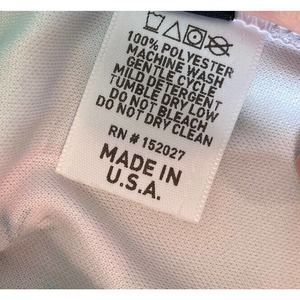 100% POLYESTER
MACHINE WASH
GENTLE CYCLE
MILD DETERGENT
TUMBLE DRY LOW
DO NOT BLEACH
DO NOT DRY CLEAN
RN # 152027
MADE IN
U.S.A.